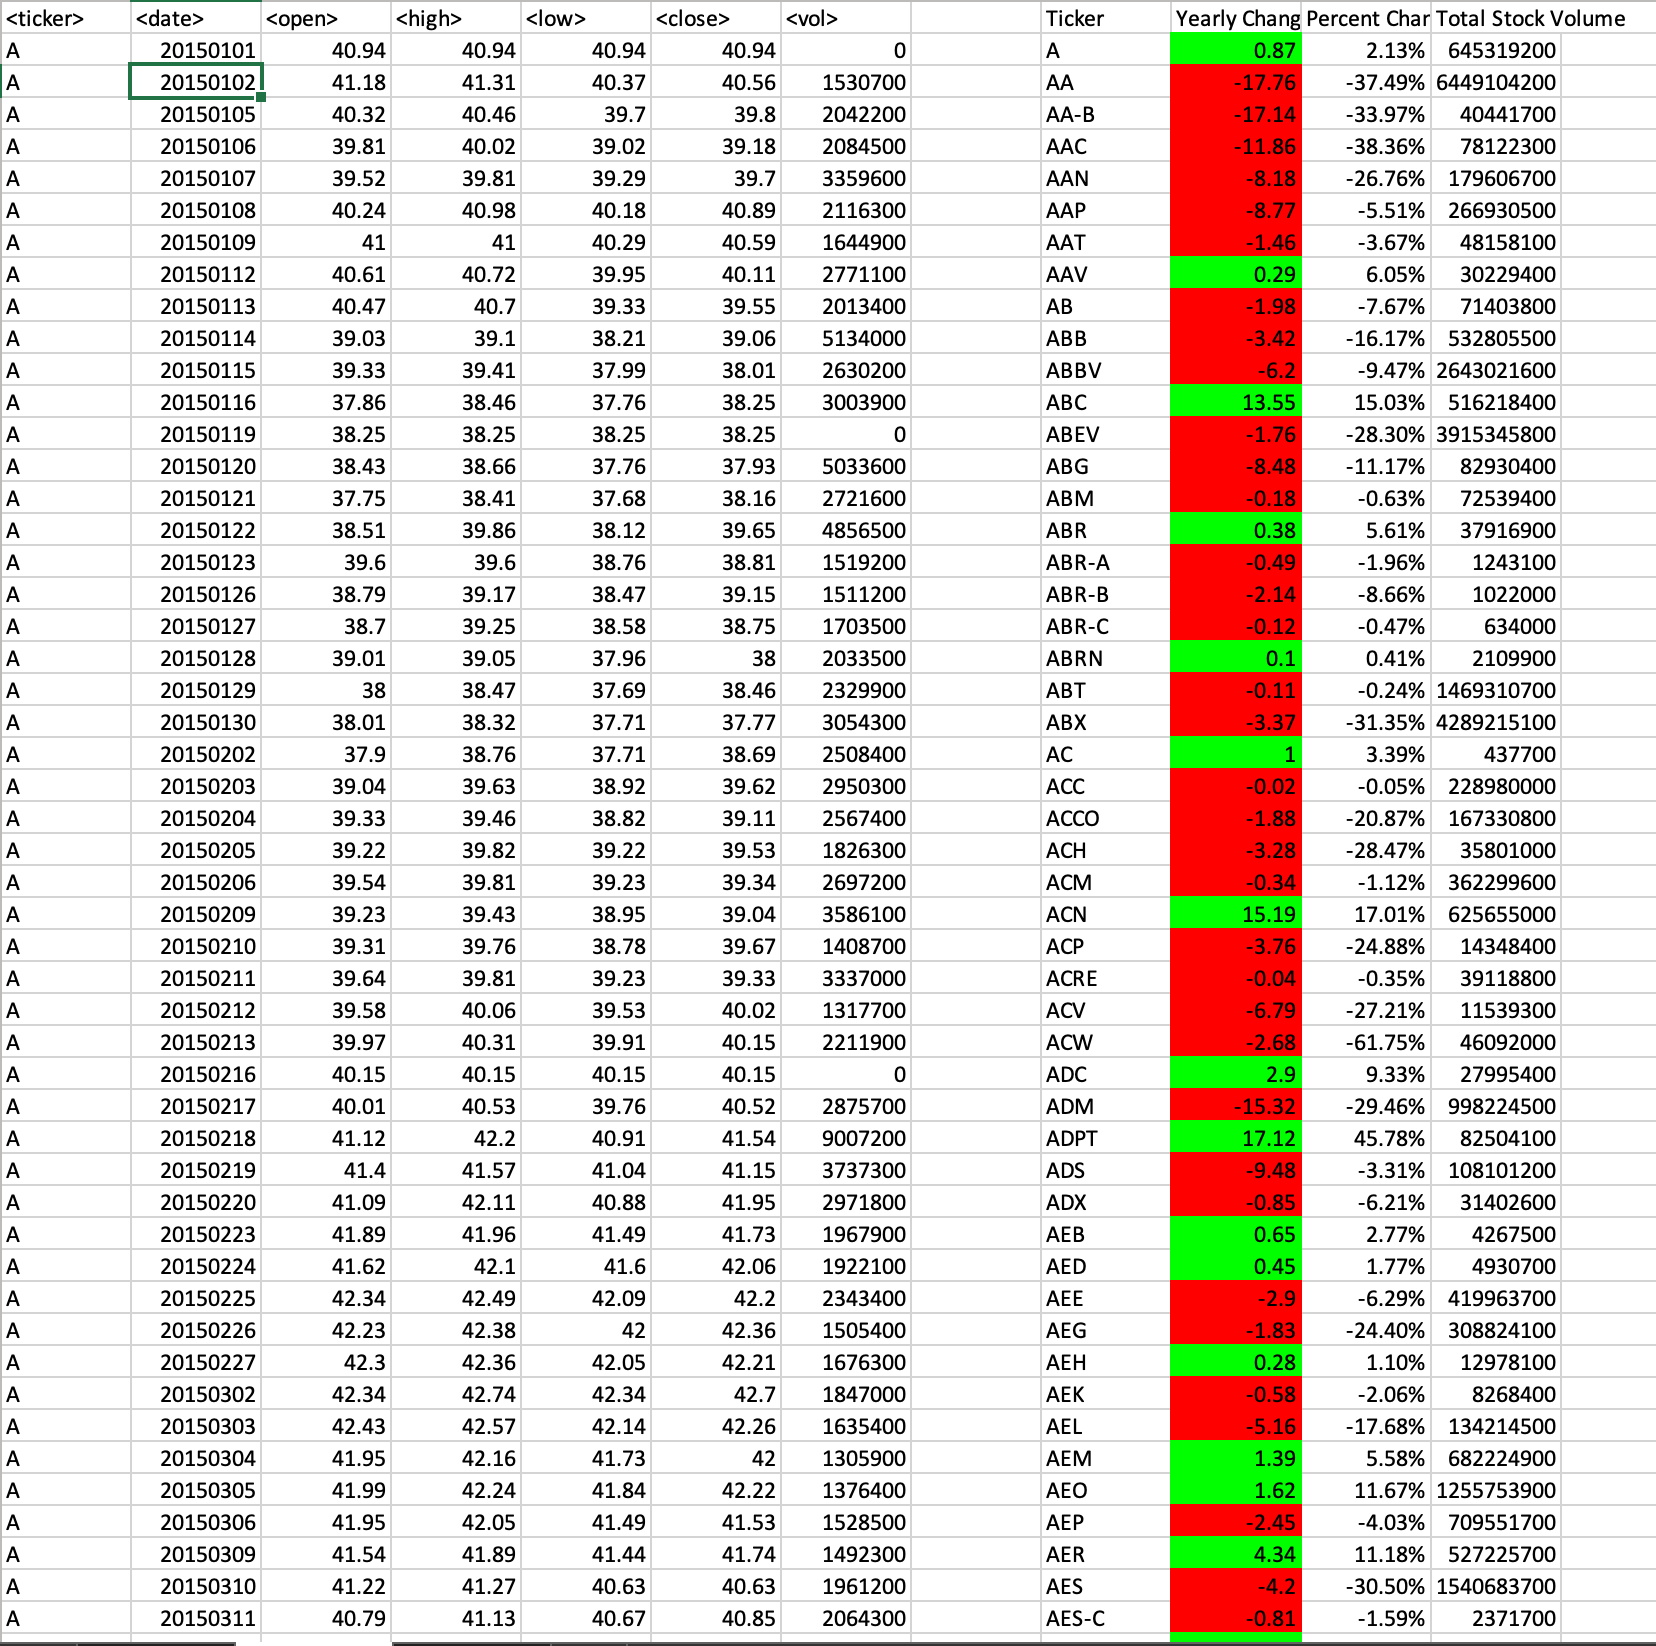 <ticker> <date> <open> <high> <low> <close> <vol> Ticker Yearly Chang Percent Char Total Stock Volume
A 20150101 40.94 40.94 40.94 40.94 0 A 0.87 2.13% 645319200
A 20150102 41.18 41.31 40.37 40.56 1530700 AA -17.76 -37.49% 6449104200
A 20150105 40.32 40.46 39.7 39.8 2042200 AA-B -17.14 -33.97% 40441700
A 20150106 39.81 40.02 39.02 39.18 2084500 AAC -11.86 -38.36% 78122300
A 20150107 39.52 39.81 39.29 39.7 3359600 AAN -8.18 -26.76% 179606700
A 20150108 40.24 40.98 40.18 40.89 2116300 AAP -8.77 -5.51% 266930500
A 20150109 41 41 40.29 40.59 1644900 AAT -1.46 -3.67% 48158100
A 20150112 40.61 40.72 39.95 40.11 2771100 AAV 0.29 6.05% 30229400
A 20150113 40.47 40.7 39.33 39.55 2013400 AB -1.98 -7.67% 71403800
A 20150114 39.03 39.1 38.21 39.06 5134000 ABB -3.42 -16.17% 532805500
A 20150115 39.33 39.41 37.99 38.01 2630200 ABBV -6.2 -9.47% 2643021600
A 20150116 37.86 38.46 37.76 38.25 3003900 ABC 13.55 15.03% 516218400
A 20150119 38.25 38.25 38.25 38.25 0 ABEV -1.76 -28.30% 3915345800
A 20150120 38.43 38.66 37.76 37.93 5033600 ABG -8.48 -11.17% 82930400
A 20150121 37.75 38.41 37.68 38.16 2721600 ABM -0.18 -0.63% 72539400
A 20150122 38.51 39.86 38.12 39.65 4856500 ABR 0.38 5.61% 37916900
A 20150123 39.6 39.6 38.76 38.81 1519200 ABR-A -0.49 -1.96% 1243100
A 20150126 38.79 39.17 38.47 39.15 1511200 ABR-B -2.14 -8.66% 1022000
A 20150127 38.7 39.25 38.58 38.75 1703500 ABR-C -0.12 -0.47% 634000
A 20150128 39.01 39.05 37.96 38 2033500 ABRN 0.1 0.41% 2109900
A 20150129 38 38.47 37.69 38.46 2329900 ABT -0.11 -0.24% 1469310700
A 20150130 38.01 38.32 37.71 37.77 3054300 ABX -3.37 -31.35% 4289215100
A 20150202 37.9 38.76 37.71 38.69 2508400 AC 1 3.39% 437700
A 20150203 39.04 39.63 38.92 39.62 2950300 ACC -0.02 -0.05% 228980000
A 20150204 39.33 39.46 38.82 39.11 2567400 ACCO -1.88 -20.87% 167330800
A 20150205 39.22 39.82 39.22 39.53 1826300 ACH -3.28 -28.47% 35801000
A 20150206 39.54 39.81 39.23 39.34 2697200 ACM -0.34 -1.12% 362299600
A 20150209 39.23 39.43 38.95 39.04 3586100 ACN 15.19 17.01% 625655000
A 20150210 39.31 39.76 38.78 39.67 1408700 ACP -3.76 -24.88% 14348400
A 20150211 39.64 39.81 39.23 39.33 3337000 ACRE -0.04 -0.35% 39118800
A 20150212 39.58 40.06 39.53 40.02 1317700 ACV -6.79 -27.21% 11539300
A 20150213 39.97 40.31 39.91 40.15 2211900 ACW -2.68 -61.75% 46092000
A 20150216 40.15 40.15 40.15 40.15 0 ADC 2.9 9.33% 27995400
A 20150217 40.01 40.53 39.76 40.52 2875700 ADM -15.32 -29.46% 998224500
A 20150218 41.12 42.2 40.91 41.54 9007200 ADPT 17.12 45.78% 82504100
A 20150219 41.4 41.57 41.04 41.15 3737300 ADS -9.48 -3.31% 108101200
A 20150220 41.09 42.11 40.88 41.95 2971800 ADX -0.85 -6.21% 31402600
A 20150223 41.89 41.96 41.49 41.73 1967900 AEB 0.65 2.77% 4267500
A 20150224 41.62 42.1 41.6 42.06 1922100 AED 0.45 1.77% 4930700
A 20150225 42.34 42.49 42.09 42.2 2343400 AEE -2.9 -6.29% 419963700
A 20150226 42.23 42.38 42 42.36 1505400 AEG -1.83 -24.40% 308824100
A 20150227 42.3 42.36 42.05 42.21 1676300 AEH 0.28 1.10% 12978100
A 20150302 42.34 42.74 42.34 42.7 1847000 AEK -0.58 -2.06% 8268400
A 20150303 42.43 42.57 42.14 42.26 1635400 AEL -5.16 -17.68% 134214500
A 20150304 41.95 42.16 41.73 42 1305900 AEM 1.39 5.58% 682224900
A 20150305 41.99 42.24 41.84 42.22 1376400 AEO 1.62 11.67% 1255753900
A 20150306 41.95 42.05 41.49 41.53 1528500 AEP -2.45 -4.03% 709551700
A 20150309 41.54 41.89 41.44 41.74 1492300 AER 4.34 11.18% 527225700
A 20150310 41.22 41.27 40.63 40.63 1961200 AES -4.2 -30.50% 1540683700
A 20150311 40.79 41.13 40.67 40.85 2064300 AES-C -0.81 -1.59% 2371700